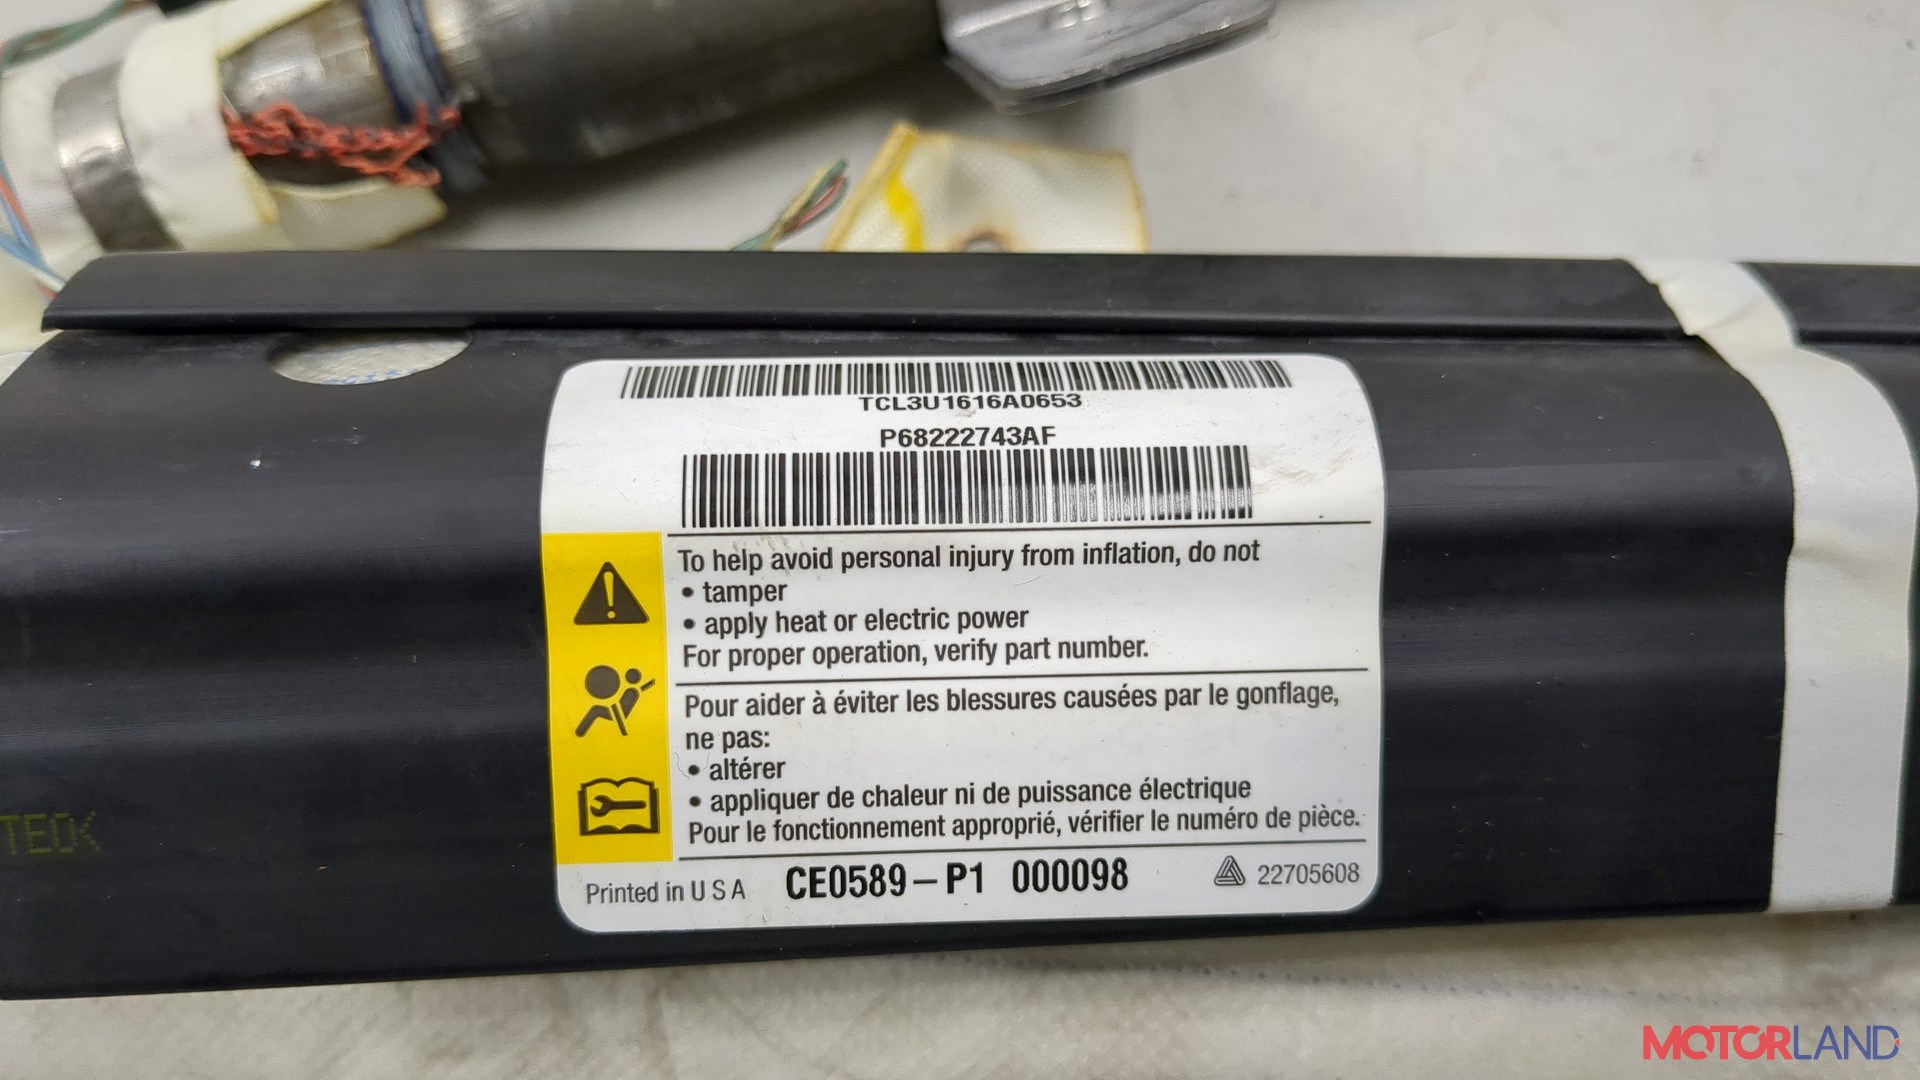 TCL3U1616A0653
P68222743AF
To help avoid personal injury from inflation, do not
• tamper
• apply heat or electric power
For proper operation, verify part number.
Pour aider à éviter les blessures causées par le gonflage,
ne pas:
• altérer
• appliquer de chaleur ni de puissance électrique
Pour le fonctionnement approprié, vérifier le numéro de pièce.
Printed in U S A CE0589-P1 000098 22705608
MOTORLAND